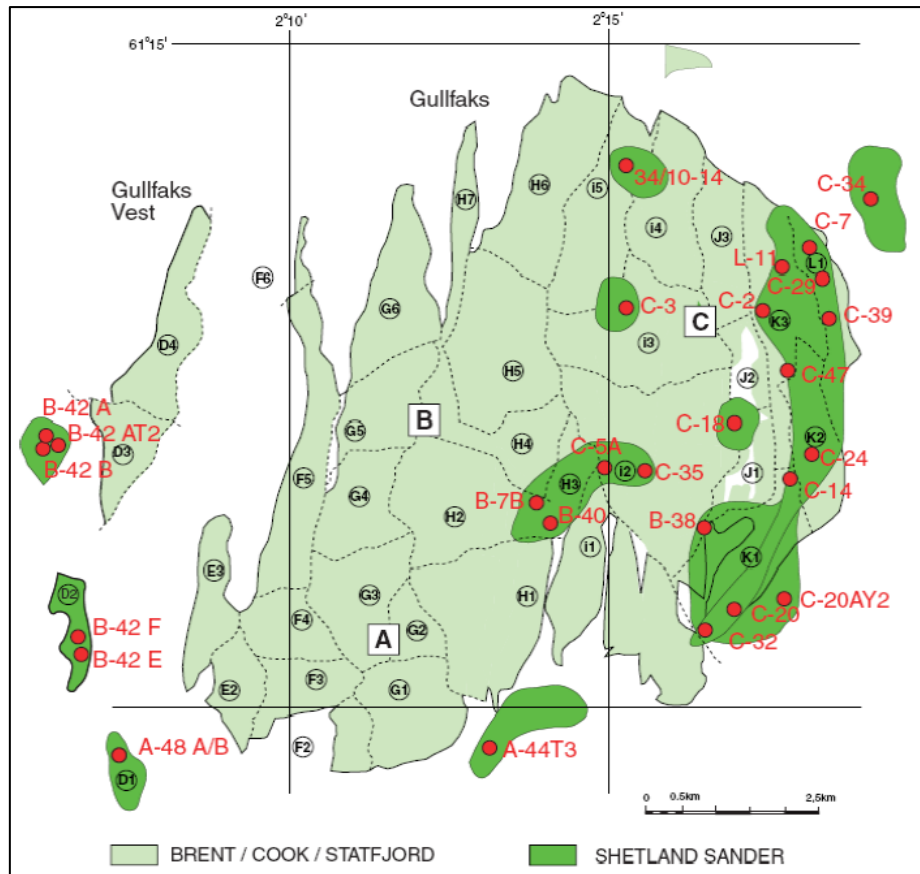 2°10'
2°15'
61°15'
Gullfaks
Gullfaks
Vest
H7
H6
i5
34/10-14
C-34
i4
J3
C-7
L-11
L1
F6
C-29
G6
C-3
C-2
K3
C-39
C
D4
i3
H5
J2
C-47
B-42 A
B
B-42 AT2
D3
G5
H4
C-18
K2
B-42 B
C-5A
i2
C-35
C-24
F5
H3
J1
C-14
G4
B-7B
H2
B-40
B-38
i1
K1
E3
D2
G3
H1
C-20AY2
F4
C-20
B-42 F
A
G2
C-32
B-42 E
E2
F3
G1
F2
A-48 A/B
A-44T3
D1
0 0.5km 2,5km
BRENT / COOK / STATFJORD
SHETLAND SANDER